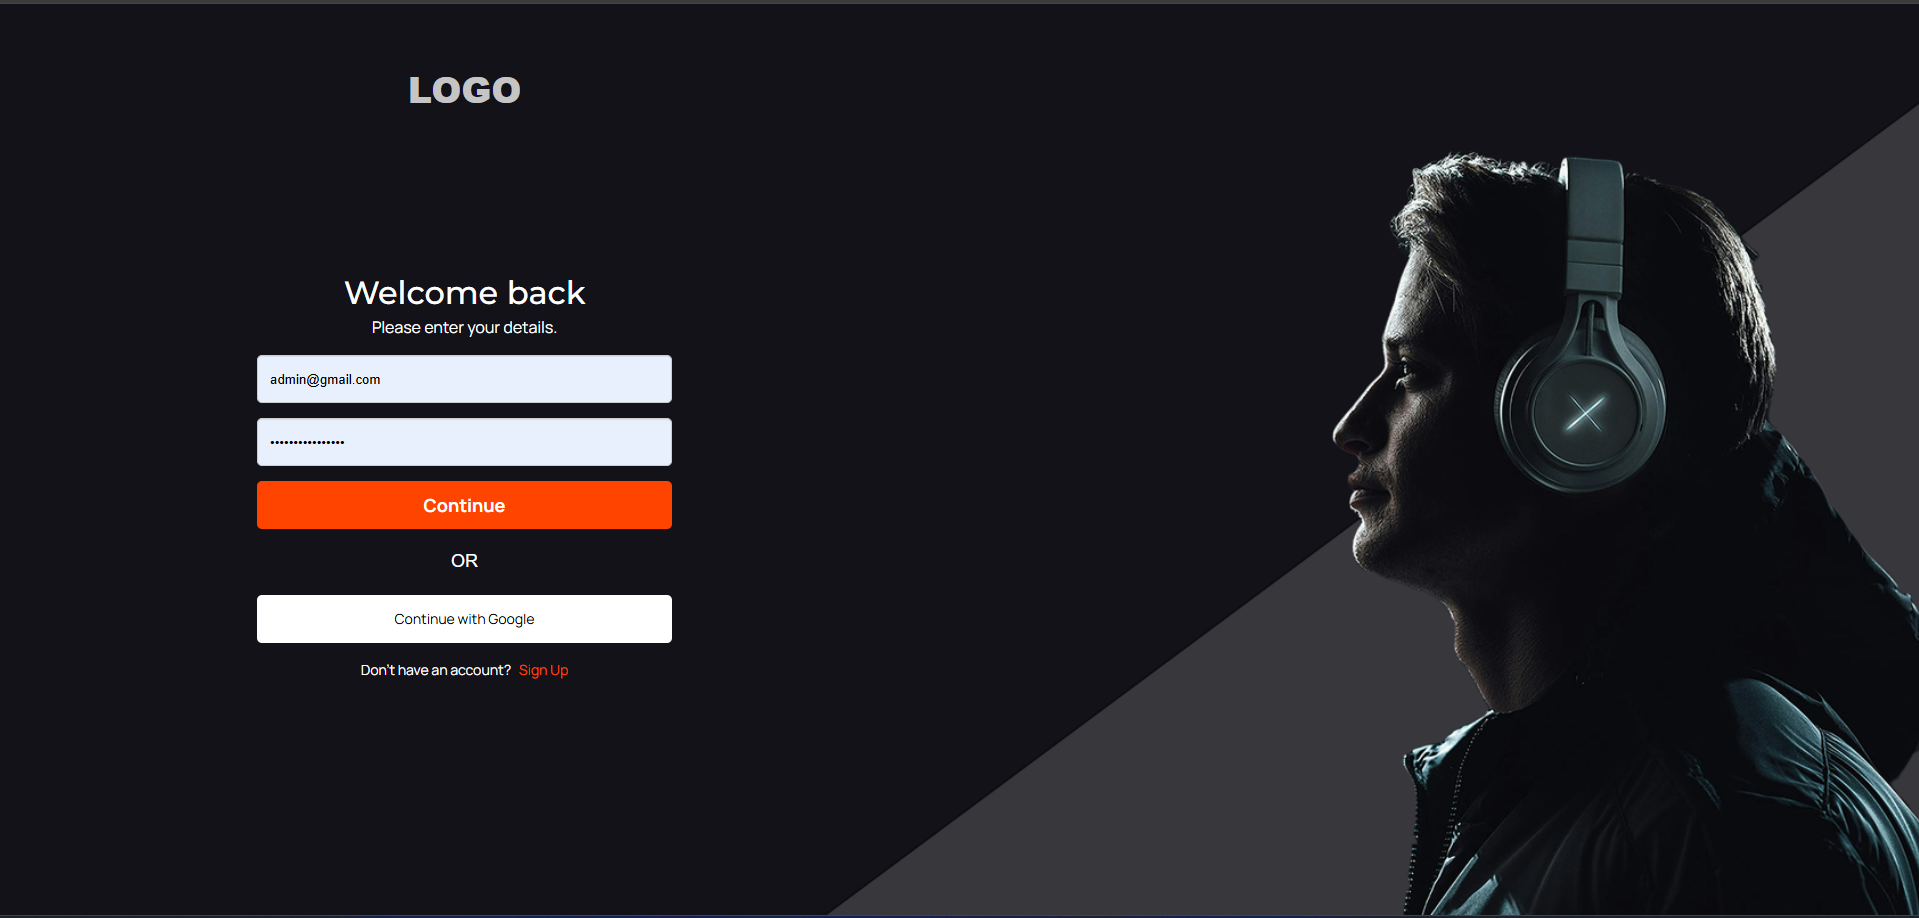 LOGO
Welcome back
Please enter your details.
admin@gmail.com
••••••••••••••••
Continue
OR
Continue with Google
Don't have an account? Sign Up